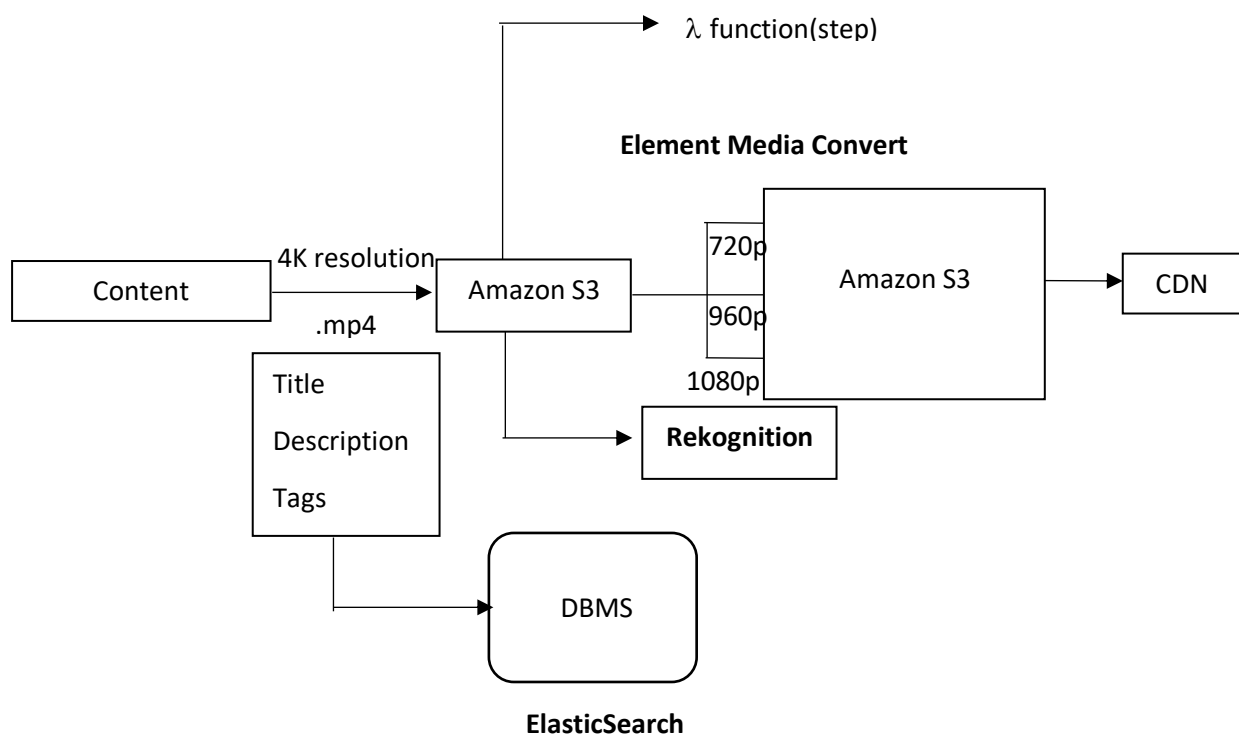 λ function(step)
Element Media Convert
4K resolution
Content
.mp4
Amazon S3
720p
960p
1080p
Amazon S3
CDN
Title
Description
Tags
Rekognition
DBMS
ElasticSearch